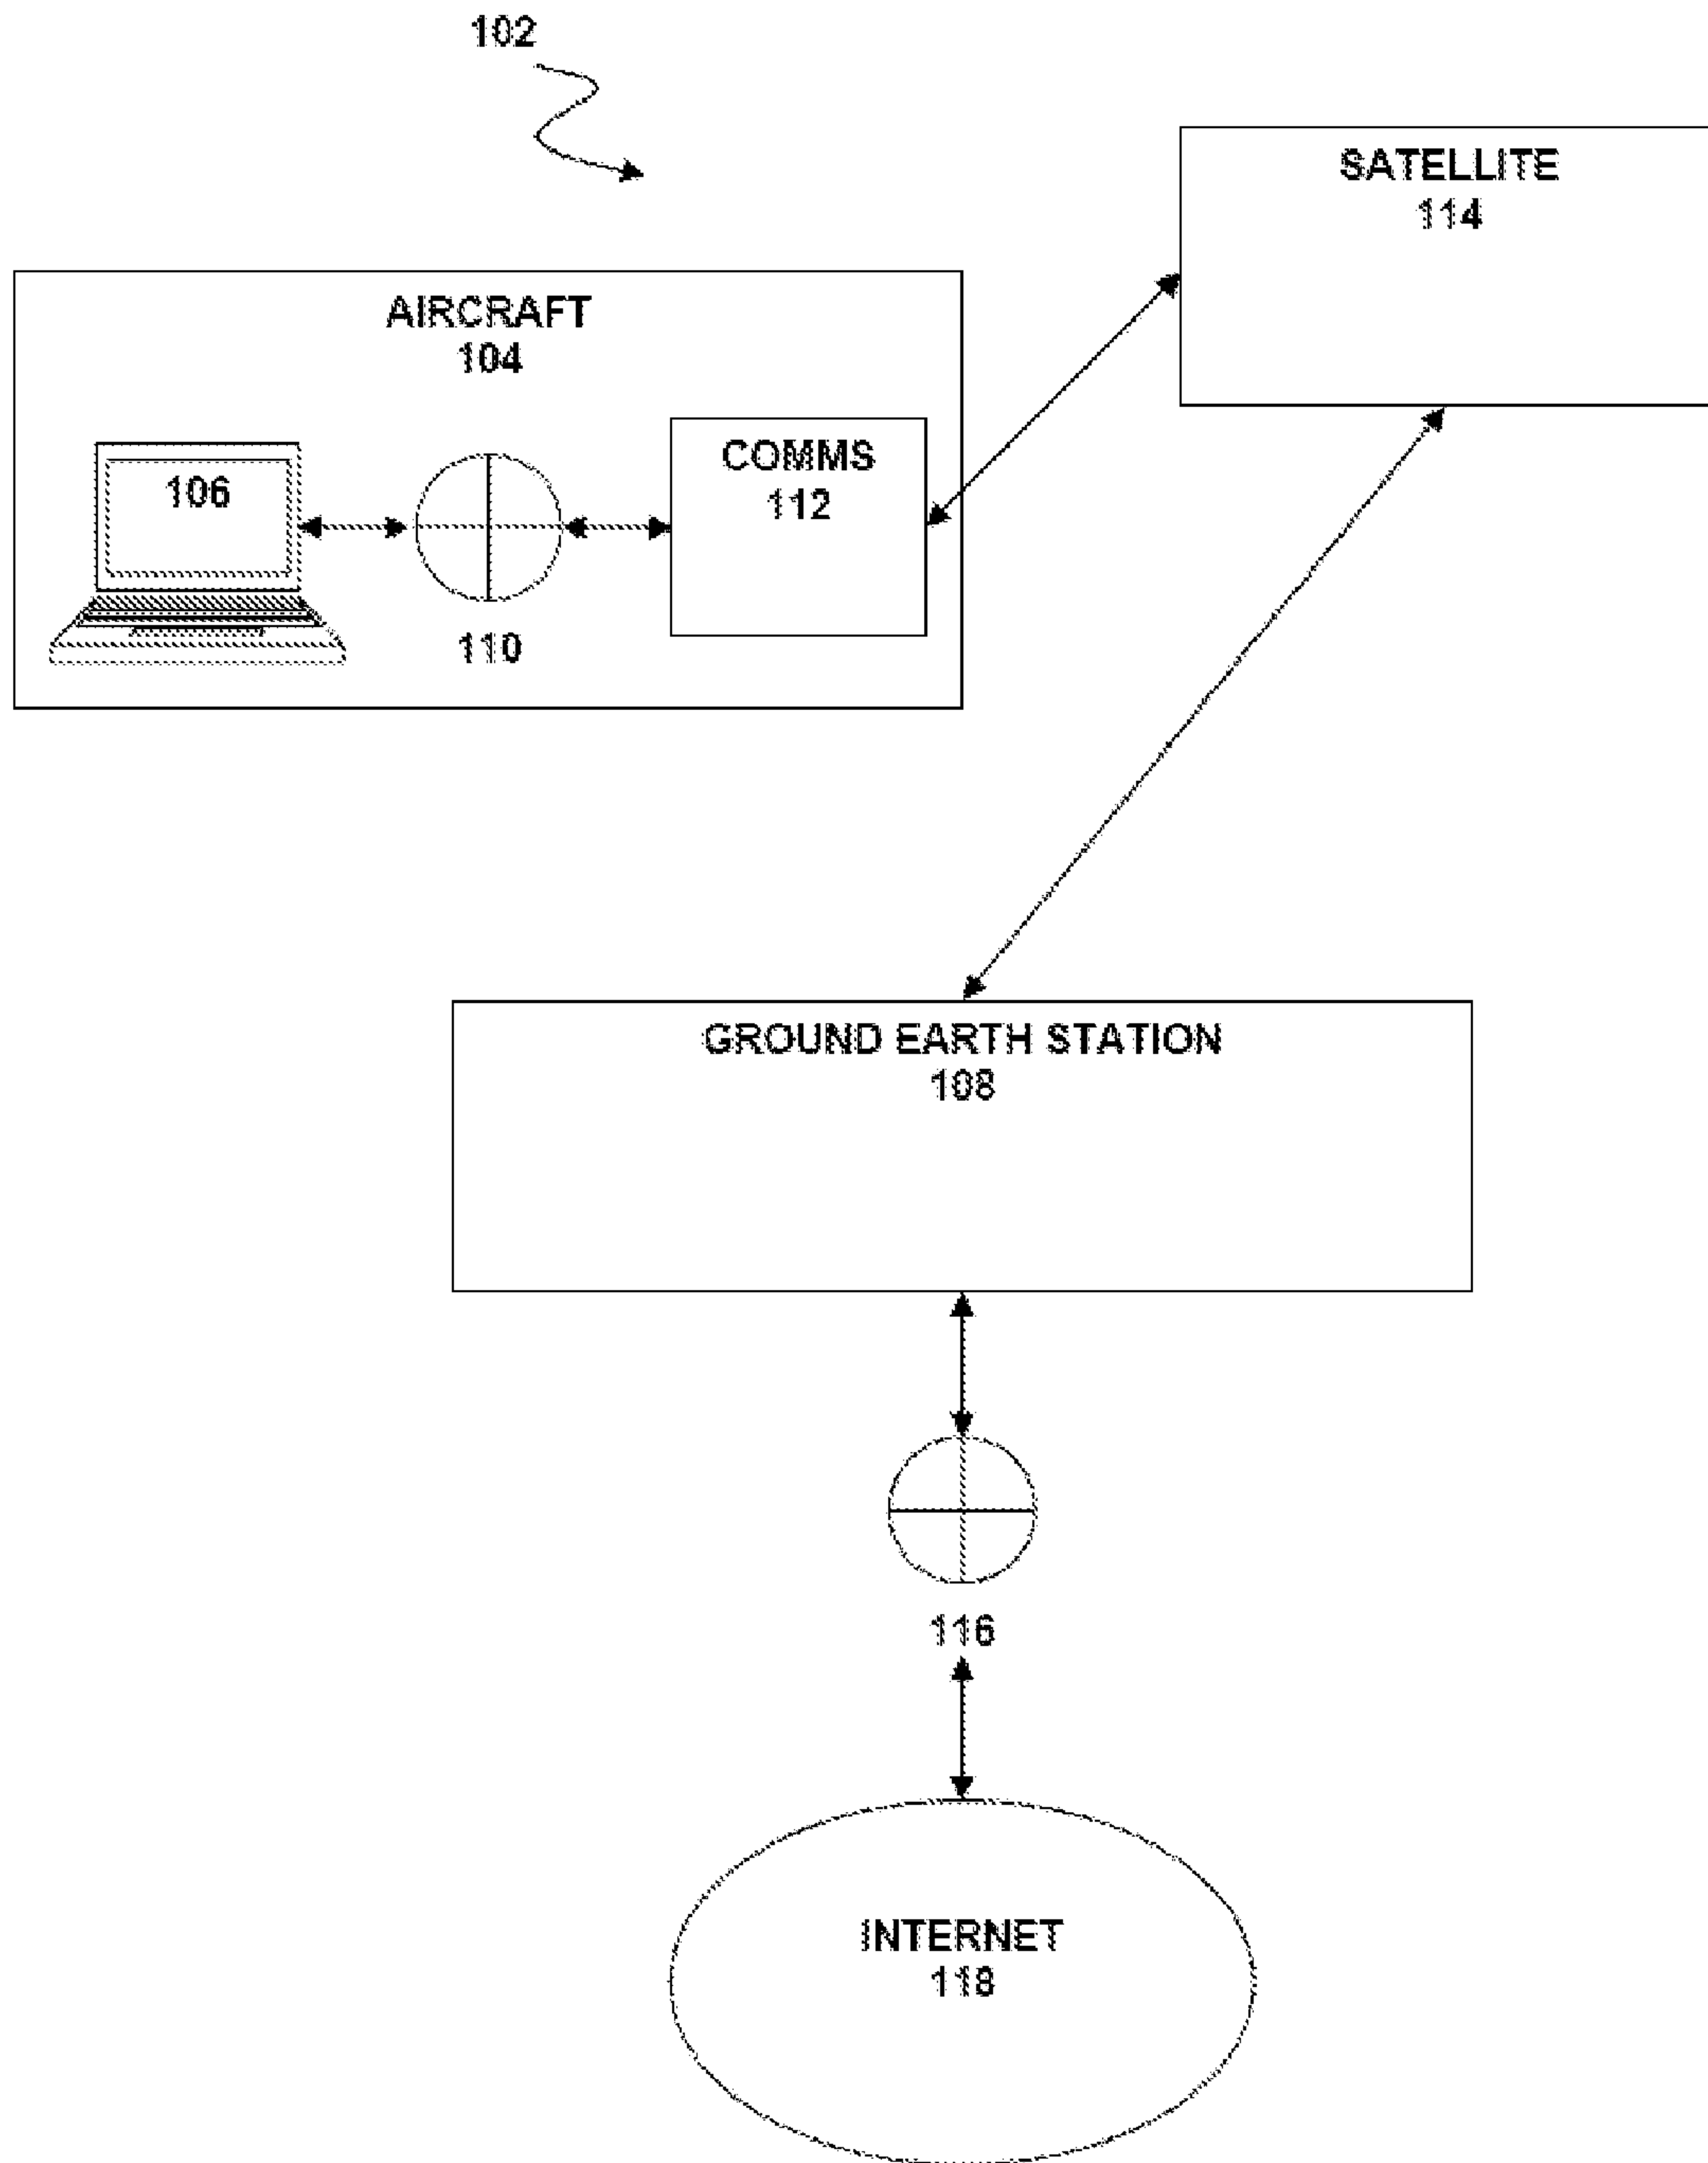 102
SATELLITE
114
AIRCRAFT
104
COMMS
112
106
110
GROUND EARTH STATION
108
116
INTERNET
118